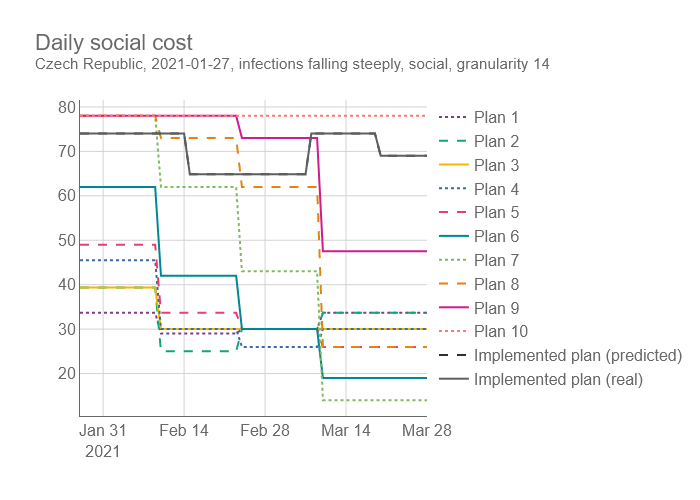 Daily social cost
Czech Republic, 2021-01-27, infections falling steeply, social, granularity 14
80
70
60
50
40
30
20
Jan 31
2021
Feb 14
Feb 28
Mar 14
Mar 28
Plan 1
Plan 2
Plan 3
Plan 4
Plan 5
Plan 6
Plan 7
Plan 8
Plan 9
Plan 10
Implemented plan (predicted)
Implemented plan (real)